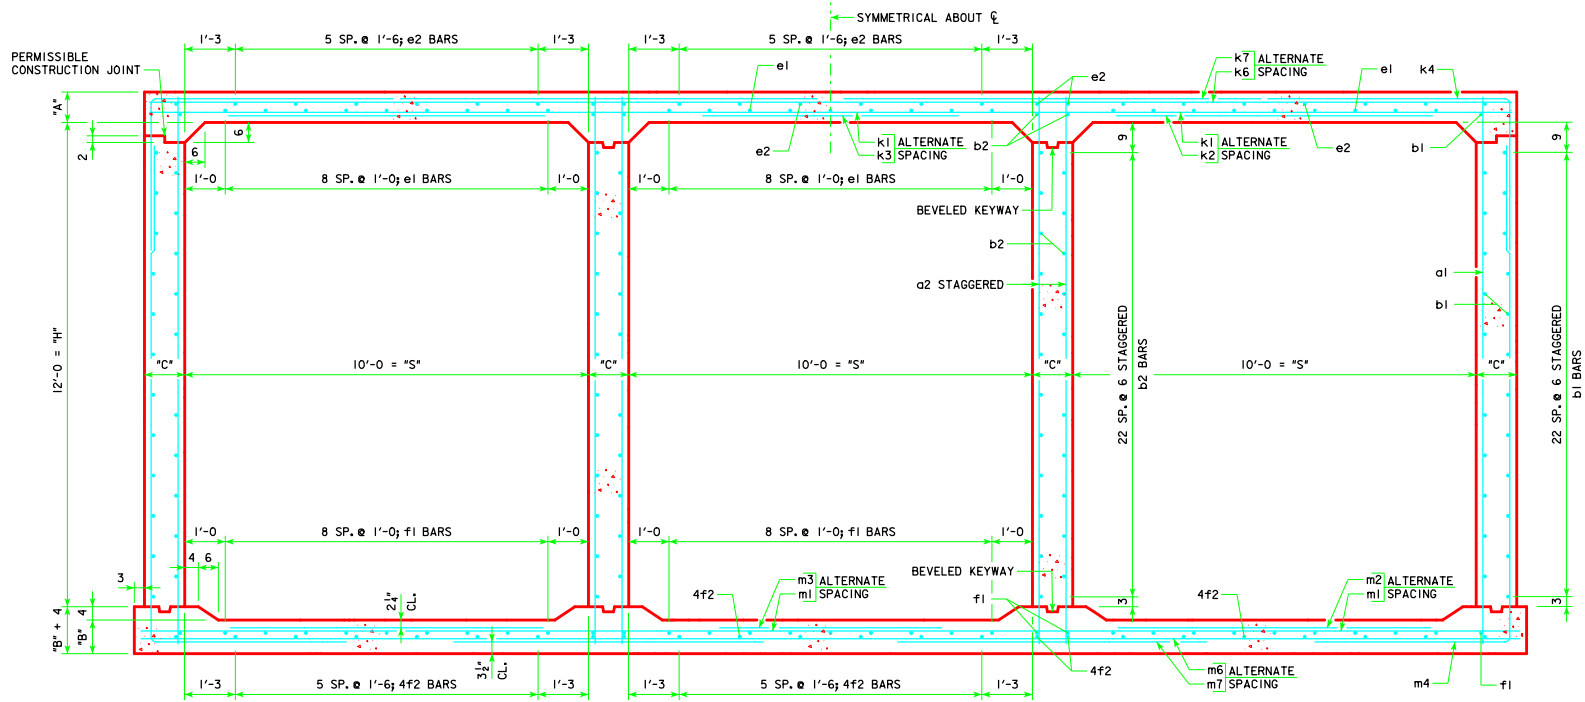 SYMMETRICAL ABOUT ℄
1'-3
5 SP. @ 1'-6; e2 BARS
1'-3
1'-3
5 SP. @ 1'-6; e2 BARS
1'-3
PERMISSIBLE
CONSTRUCTION JOINT
e1
e2
k7 ALTERNATE
k6 SPACING
e1
k4
"A"
6
2
6
e2
k1 ALTERNATE
k3 SPACING
b2
9
k1 ALTERNATE
k2 SPACING
e2
b1
9
1'-0
8 SP. @ 1'-0; e1 BARS
1'-0
1'-0
8 SP. @ 1'-0; e1 BARS
1'-0
BEVELED KEYWAY
b2
a2 STAGGERED
a1
b1
12'-0 = "H"
"C"
10'-0 = "S"
"C"
10'-0 = "S"
"C"
10'-0 = "S"
"C"
22 SP. @ 6 STAGGERED
b2 BARS
22 SP. @ 6 STAGGERED
b1 BARS
1'-0
8 SP. @ 1'-0; f1 BARS
1'-0
1'-0
8 SP. @ 1'-0; f1 BARS
1'-0
4
6
3
BEVELED KEYWAY
m3 ALTERNATE
m1 SPACING
4f2
f1
3
4f2
m2 ALTERNATE
m1 SPACING
3
"B" + 4
"B"
4
2 1/4"
CL.
3 1/2"
CL.
4f2
m6 ALTERNATE
m7 SPACING
m4
f1
1'-3
5 SP. @ 1'-6; 4f2 BARS
1'-3
1'-3
5 SP. @ 1'-6; 4f2 BARS
1'-3